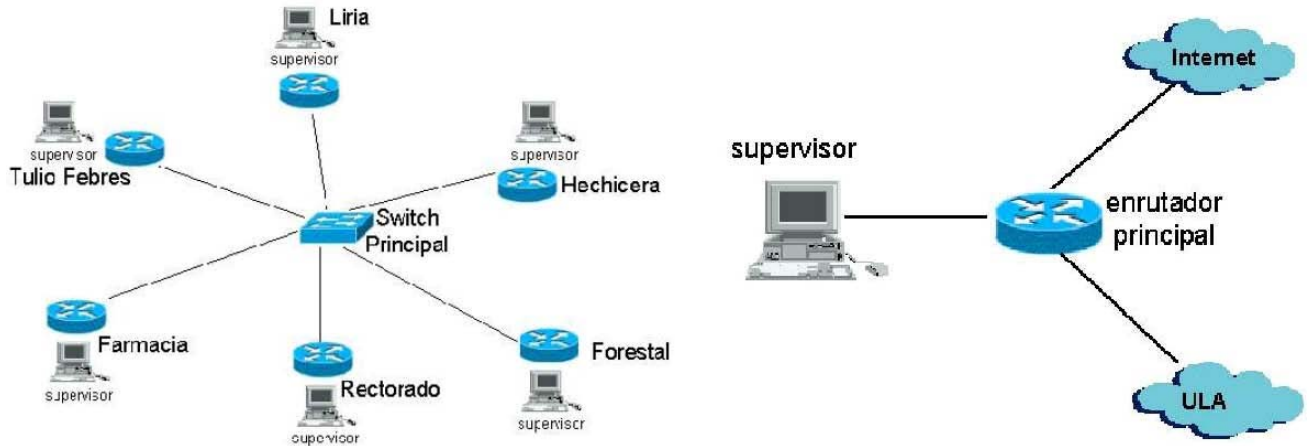 Liria
supervisor
supervisor
Tulio Febres
supervisor
Hechicera
Switch
Principal
Farmacia
supervisor
Rectorado
supervisor
Forestal
supervisor
Internet
supervisor
enrutador
principal
ULA